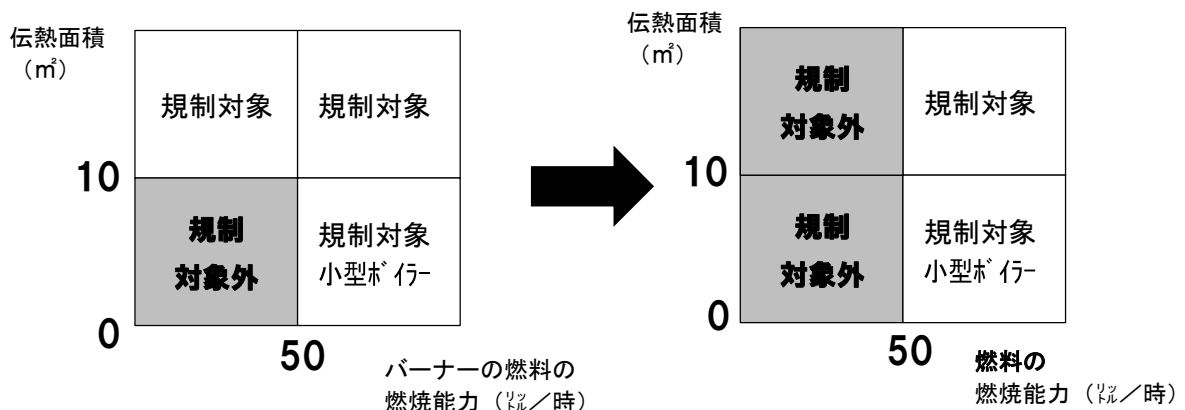 伝熱面積
(㎡)
規制対象
規制対象
10
規制
対象外
規制対象
小型ﾎﾞｲﾗｰ
0
50
バーナーの燃料の
燃焼能力(㍑/時)
伝熱面積
(㎡)
規制
対象外
規制対象
10
規制
対象外
規制対象
小型ﾎﾞｲﾗｰ
0
50
燃料の
燃焼能力(㍑/時)